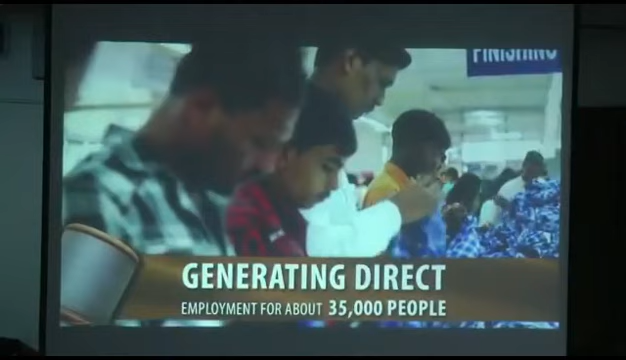 FINISHING
GENERATING DIRECT
EMPLOYMENT FOR ABOUT 35,000 PEOPLE